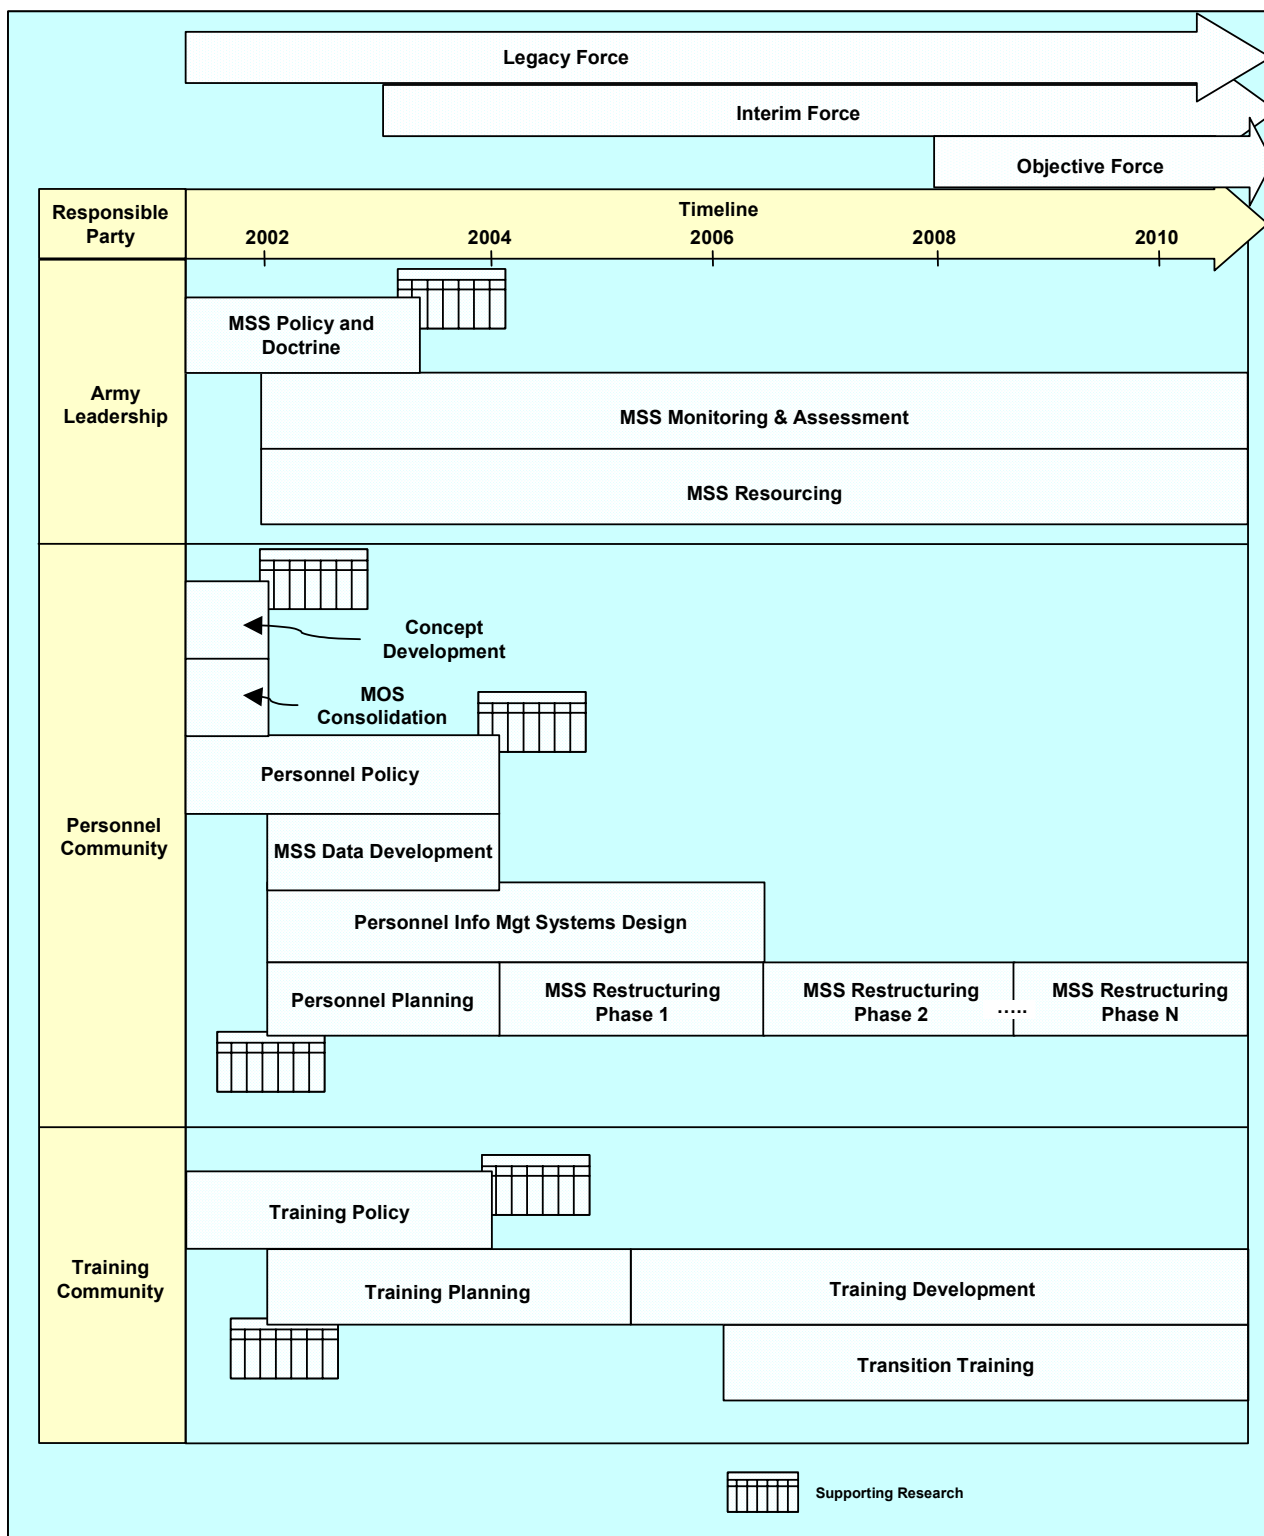 Legacy Force
Interim Force
Objective Force
Responsible
Party
Timeline
2002 2004 2006 2008 2010
Army
Leadership
MSS Policy and
Doctrine
MSS Monitoring & Assessment
MSS Resourcing
Personnel
Community
Concept
Development
MOS
Consolidation
Personnel Policy
MSS Data Development
Personnel Info Mgt Systems Design
Personnel Planning
MSS Restructuring
Phase 1
MSS Restructuring
Phase 2
.....
MSS Restructuring
Phase N
Training
Community
Training Policy
Training Planning
Training Development
Transition Training
Supporting Research